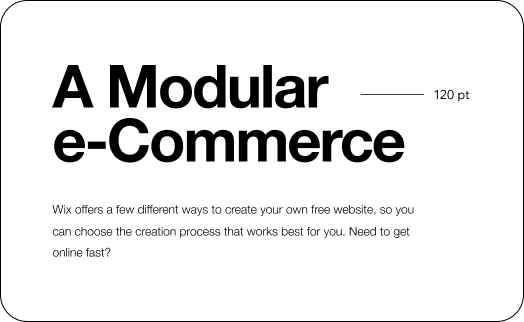 A Modular
120 pt
e-Commerce
Wix offers a few different ways to create your own free website, so you
can choose the creation process that works best for you. Need to get
online fast?